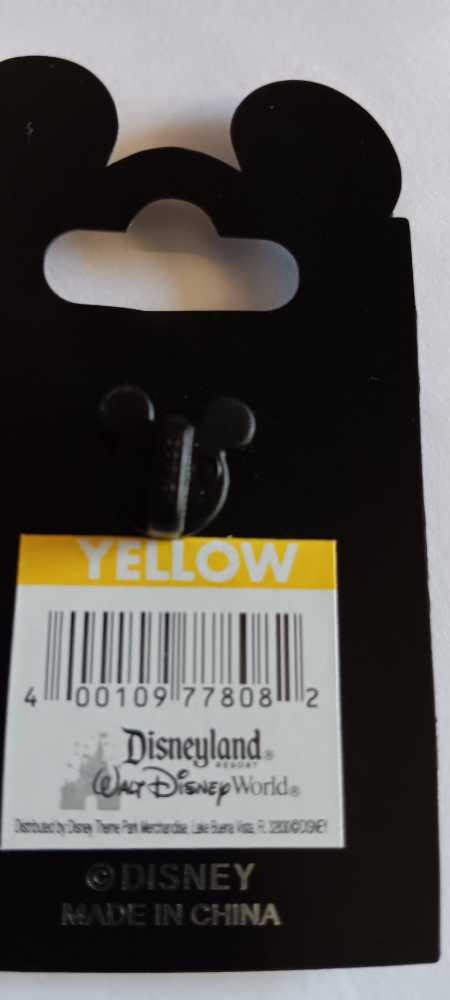 YELLOW
4 00109 77808 2
Disneyland®
RESORT
WALT DISNEY World®
Distributed by: Disney Theme Park Merchandise, Lake Buena Vista, FL 32830 ©DISNEY
©DISNEY
MADE IN CHINA